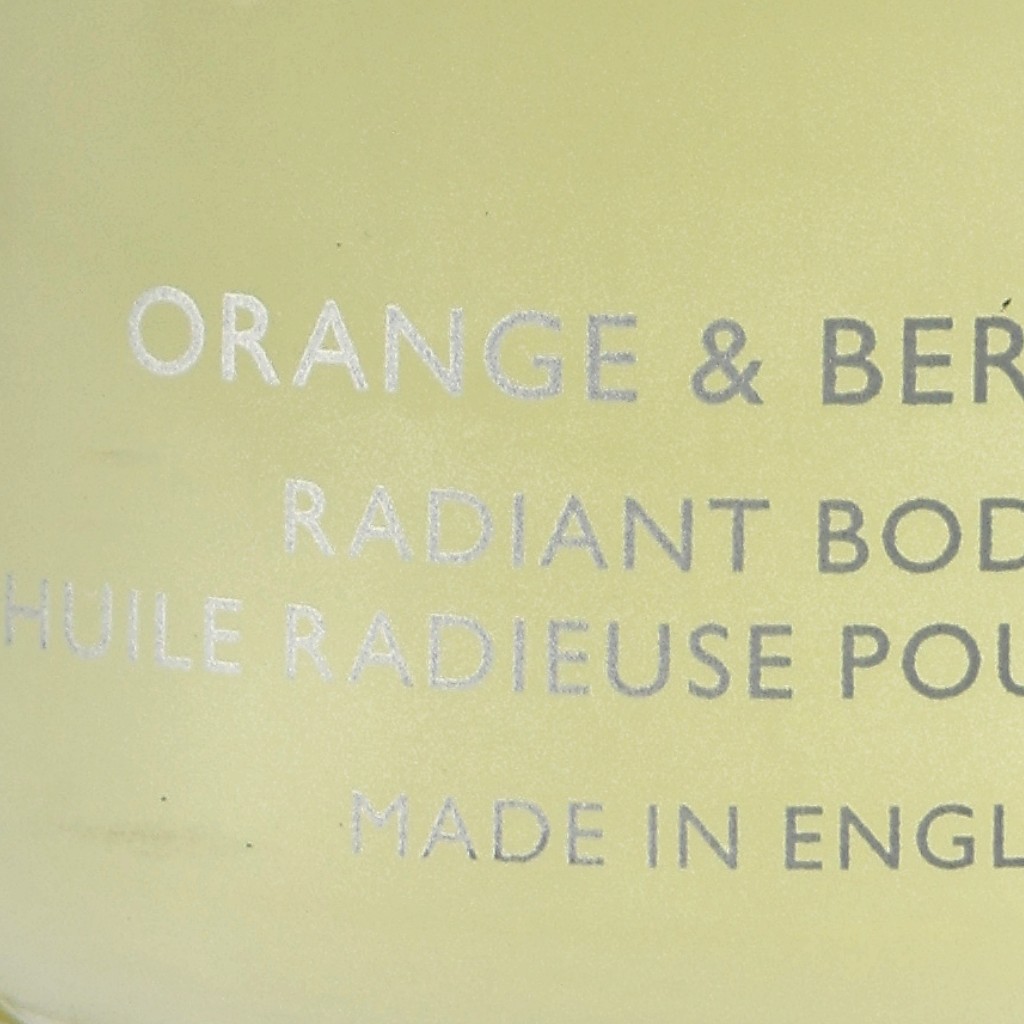 ORANGE & BER
RADIANT BOD
HUILE RADIEUSE POU
MADE IN ENGL